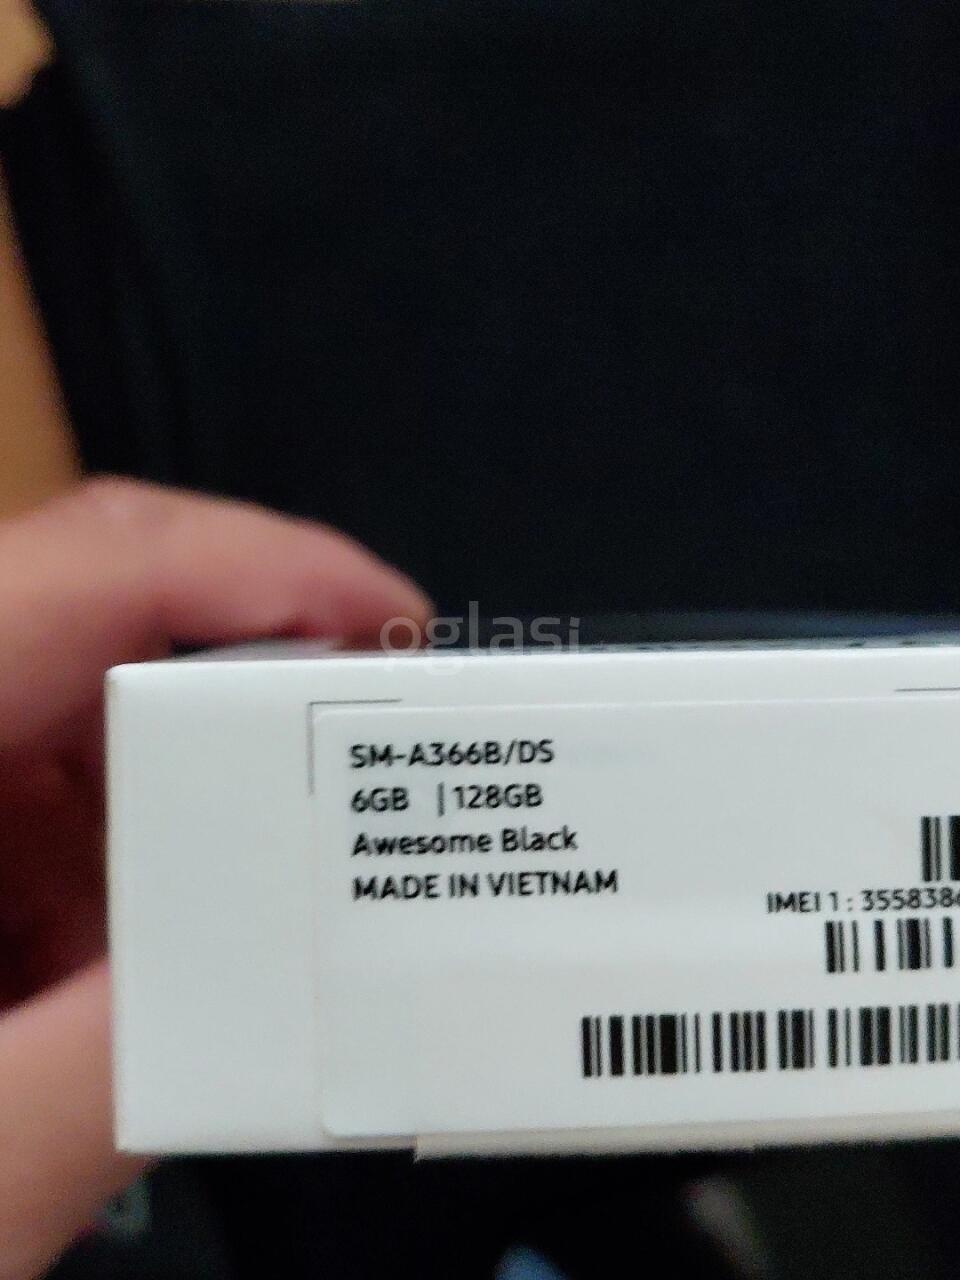 oglasi
SM-A366B/DS
6GB | 128GB
Awesome Black
MADE IN VIETNAM
IMEI 1 : 3558386